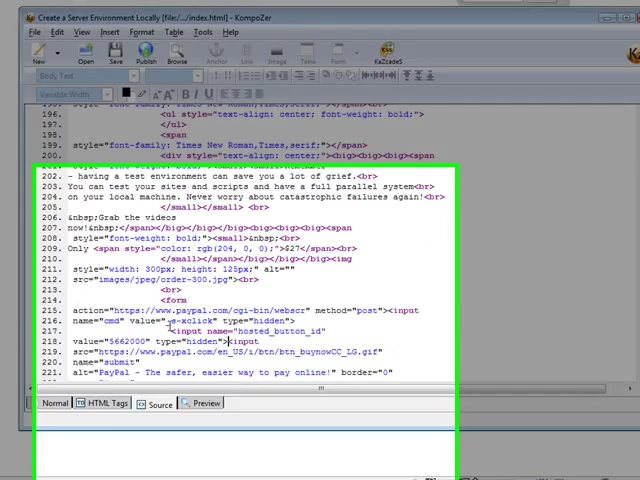 Create a Server Environment Locally [file:/.../index.html] - KompoZer
File Edit View Insert Format Table Tools Help
New Open Save Publish Browse Anchor Link Image Table Form KaZcadeS
Body Text
Variable Width
196. <ul style="text-align: center; font-weight: bold;">
197. </ul>
198. <span
199. style="font-family: Times New Roman,Times,serif;"></span>
200. <div style="text-align: center;"><big><big><big><span
202. - having a test environment can save you a lot of grief.<br>
203. You can test your sites and scripts and have a full parallel system<br>
204. on your local machine. Never worry about catastrophic failures again!<br>
205. </small></small> <br>
206. &nbsp;Grab the videos
207. now!&nbsp;</span></big></big></big><big><big><big><span
208. style="font-weight: bold;"><small>&nbsp;<br>
209. Only <span style="color: rgb(204, 0, 0);">$27</span><br>
210. </small></span></big></big></big><img
211. style="width: 300px; height: 125px;" alt=""
212. src="images/jpeg/order-300.jpg"><br>
213. <br>
214. <form
215. action="https://www.paypal.com/cgi-bin/webscr" method="post"><input
216. name="cmd" value="_s-xclick" type="hidden">
217. <input name="hosted_button_id"
218. value="5662000" type="hidden"><input
219. src="https://www.paypal.com/en_US/i/btn/btn_buynowCC_LG.gif"
220. name="submit"
221. alt="PayPal - The safer, easier way to pay online!" border="0"
Normal HTML Tags Source Preview